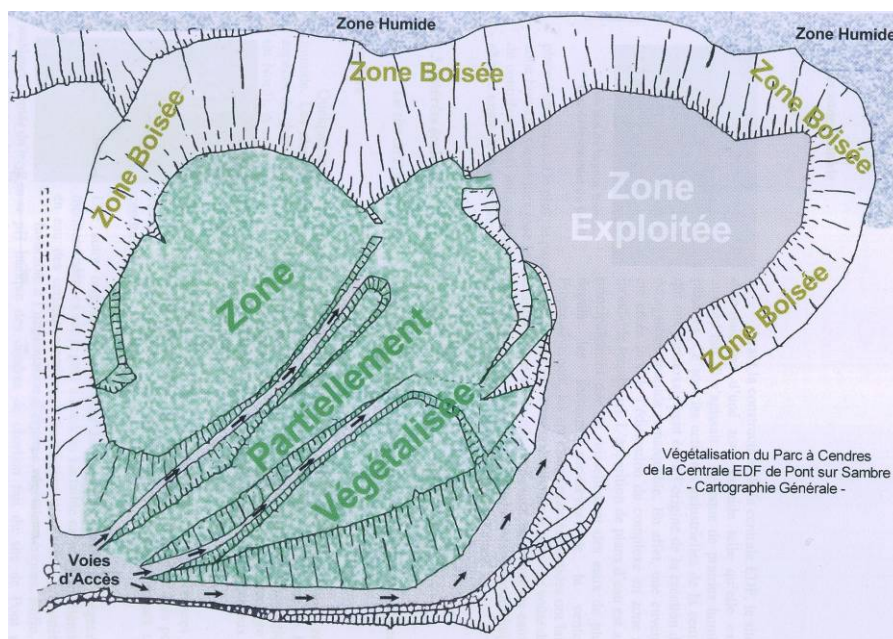 Zone Humide
Zone Humide
Zone Boisée
Zone Boisée
Zone Boisée
Zone
Exploitée
Zone
Partiellement
Végétalisée
Zone Boisée
Végétalisation du Parc à Cendres
de la Centrale EDF de Pont sur Sambre
- Cartographie Générale -
Voies
d'Accès